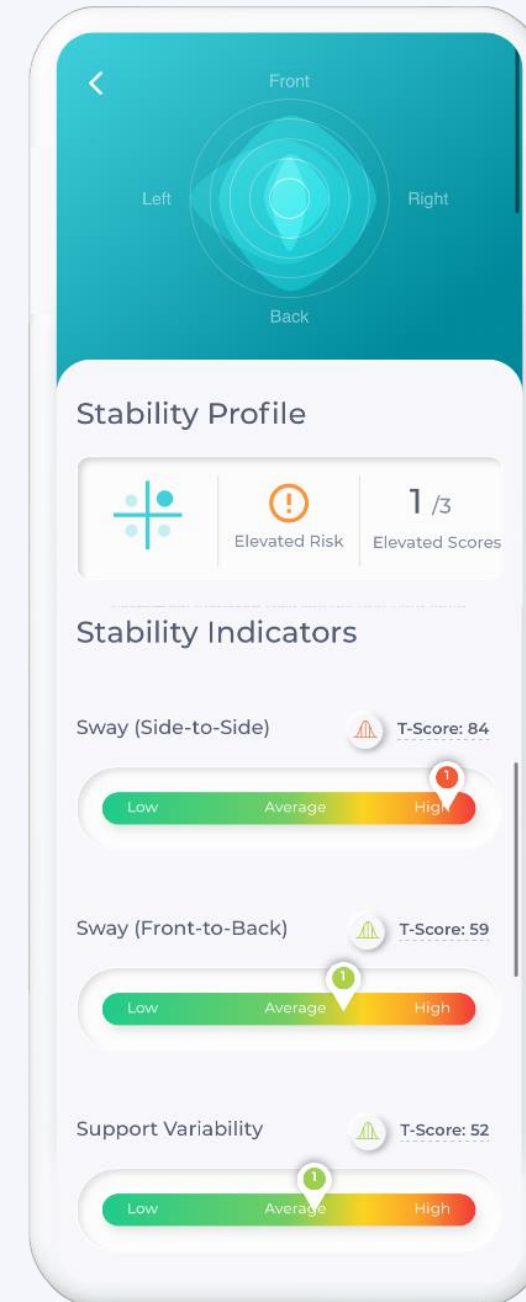 Front
Left Right
Back
Stability Profile
1 /3
Elevated Risk Elevated Scores
Stability Indicators
Sway (Side-to-Side) T-Score: 84
1
Low Average High
Sway (Front-to-Back) T-Score: 59
1
Low Average High
Support Variability T-Score: 52
1
Low Average High